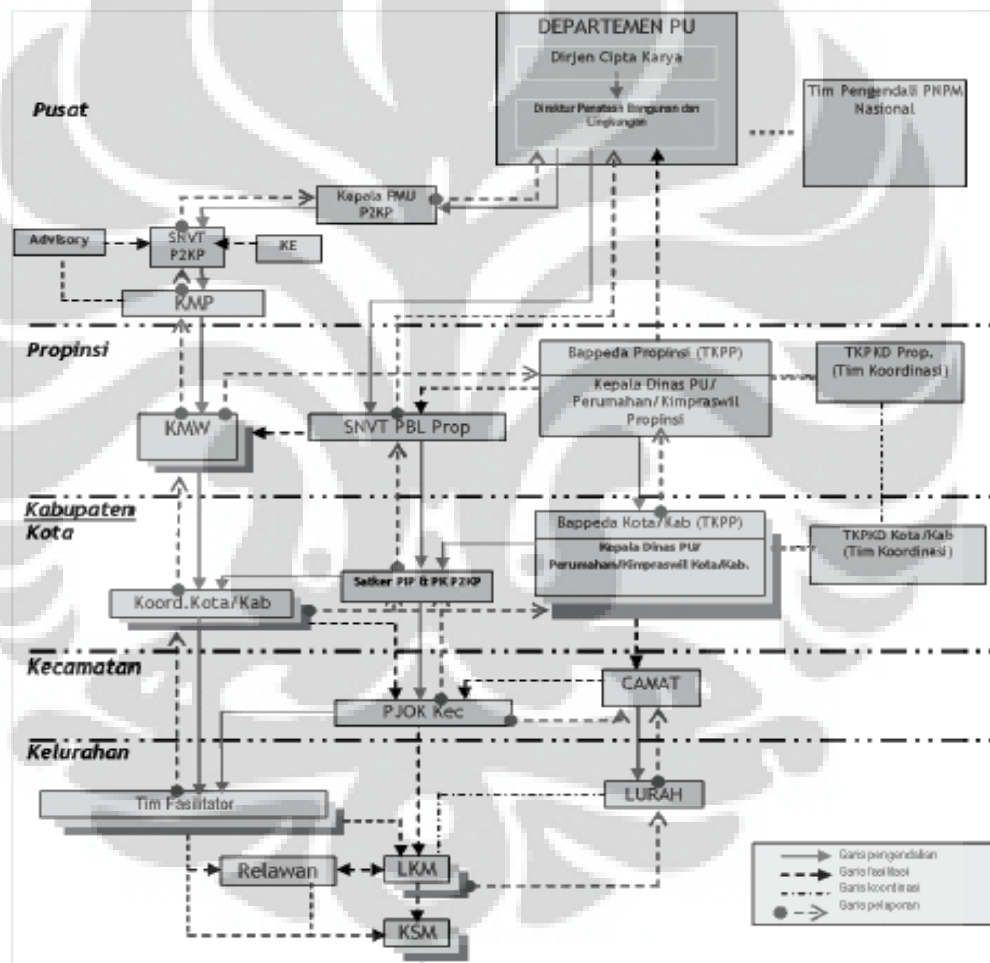 DEPARTEMEN PU
Dirjen Cipta Karya
Direktur Penataan Bangunan dan
Lingkungan
Pusat
Tim Pengendali PNPM
Nasional
Kepala PMU
P2KP
Advisory
SNVT
P2KP
KE
KMP
Propinsi
Bappeda Propinsi (TKPP)
Kepala Dinas PU/
Perumahan/Kimpraswil
Propinsi
TKPKD Prop.
(Tim Koordinasi)
KMW
SNVT PBL Prop
Kabupaten
Kota
Bappeda Kota/Kab (TKPP)
Kepala Dinas PU/
Perumahan/Kimpraswil Kota/Kab.
TKPKD Kota/Kab
(Tim Koordinasi)
Satker PIP & PK P2KP
Koord.Kota/Kab
Kecamatan
CAMAT
PJOK Kec
Kelurahan
LURAH
Tim Fasilitator
Relawan
LKM
KSM
Garis pengendalian
Garis fasilitasi
Garis koordinasi
Garis pelaporan